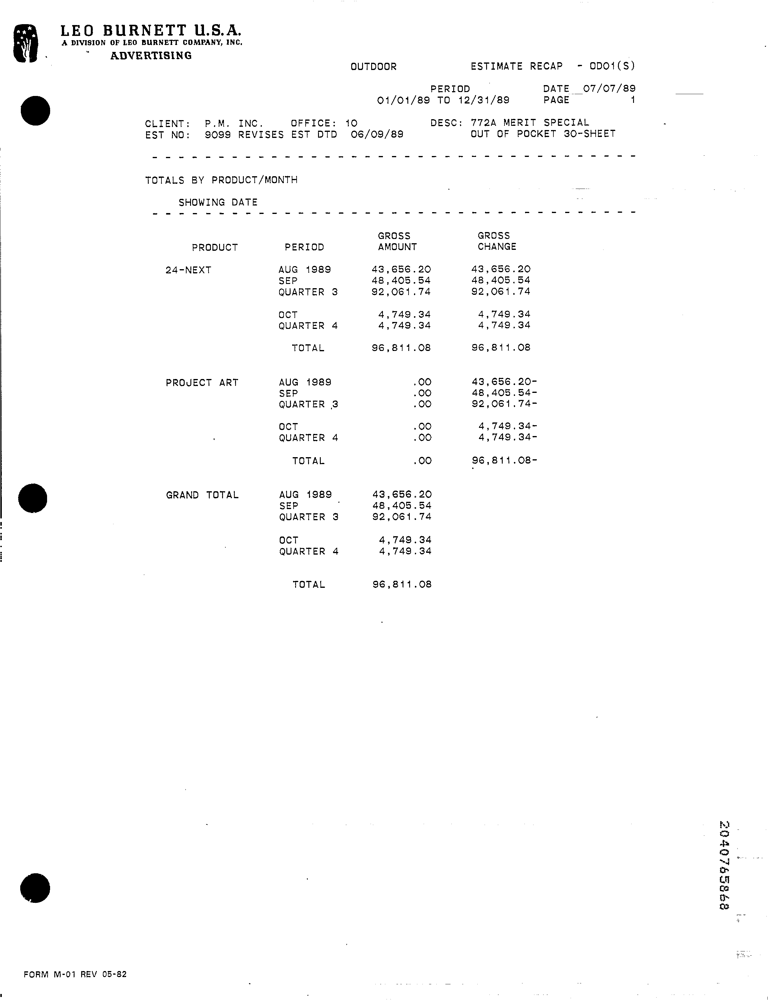 LEO BURNETT U.S.A.
A DIVISION OF LEO BURNETT COMPANY, INC.
ADVERTISING
OUTDOOR ESTIMATE RECAP - OD01(S)
PERIOD DATE 07/07/89
01/01/89 TO 12/31/89 PAGE 1
CLIENT: P.M. INC. OFFICE: 10 DESC: 772A MERIT SPECIAL
EST NO: 9099 REVISES EST DTD 06/09/89 OUT OF POCKET 30-SHEET
- - - - - - - - - - - - - - - - - - - - - - - - - - - - - - - - - - - - -
TOTALS BY PRODUCT/MONTH
SHOWING DATE
- - - - - - - - - - - - - - - - - - - - - - - - - - - - - - - - - - - - -
GROSS GROSS
PRODUCT PERIOD AMOUNT CHANGE
24-NEXT AUG 1989 43,656.20 43,656.20
SEP 48,405.54 48,405.54
QUARTER 3 92,061.74 92,061.74
OCT 4,749.34 4,749.34
QUARTER 4 4,749.34 4,749.34
TOTAL 96,811.08 96,811.08
PROJECT ART AUG 1989 .00 43,656.20-
SEP .00 48,405.54-
QUARTER 3 .00 92,061.74-
OCT .00 4,749.34-
QUARTER 4 .00 4,749.34-
TOTAL .00 96,811.08-
GRAND TOTAL AUG 1989 43,656.20
SEP 48,405.54
QUARTER 3 92,061.74
OCT 4,749.34
QUARTER 4 4,749.34
TOTAL 96,811.08
2040765868
FORM M-01 REV 05-82